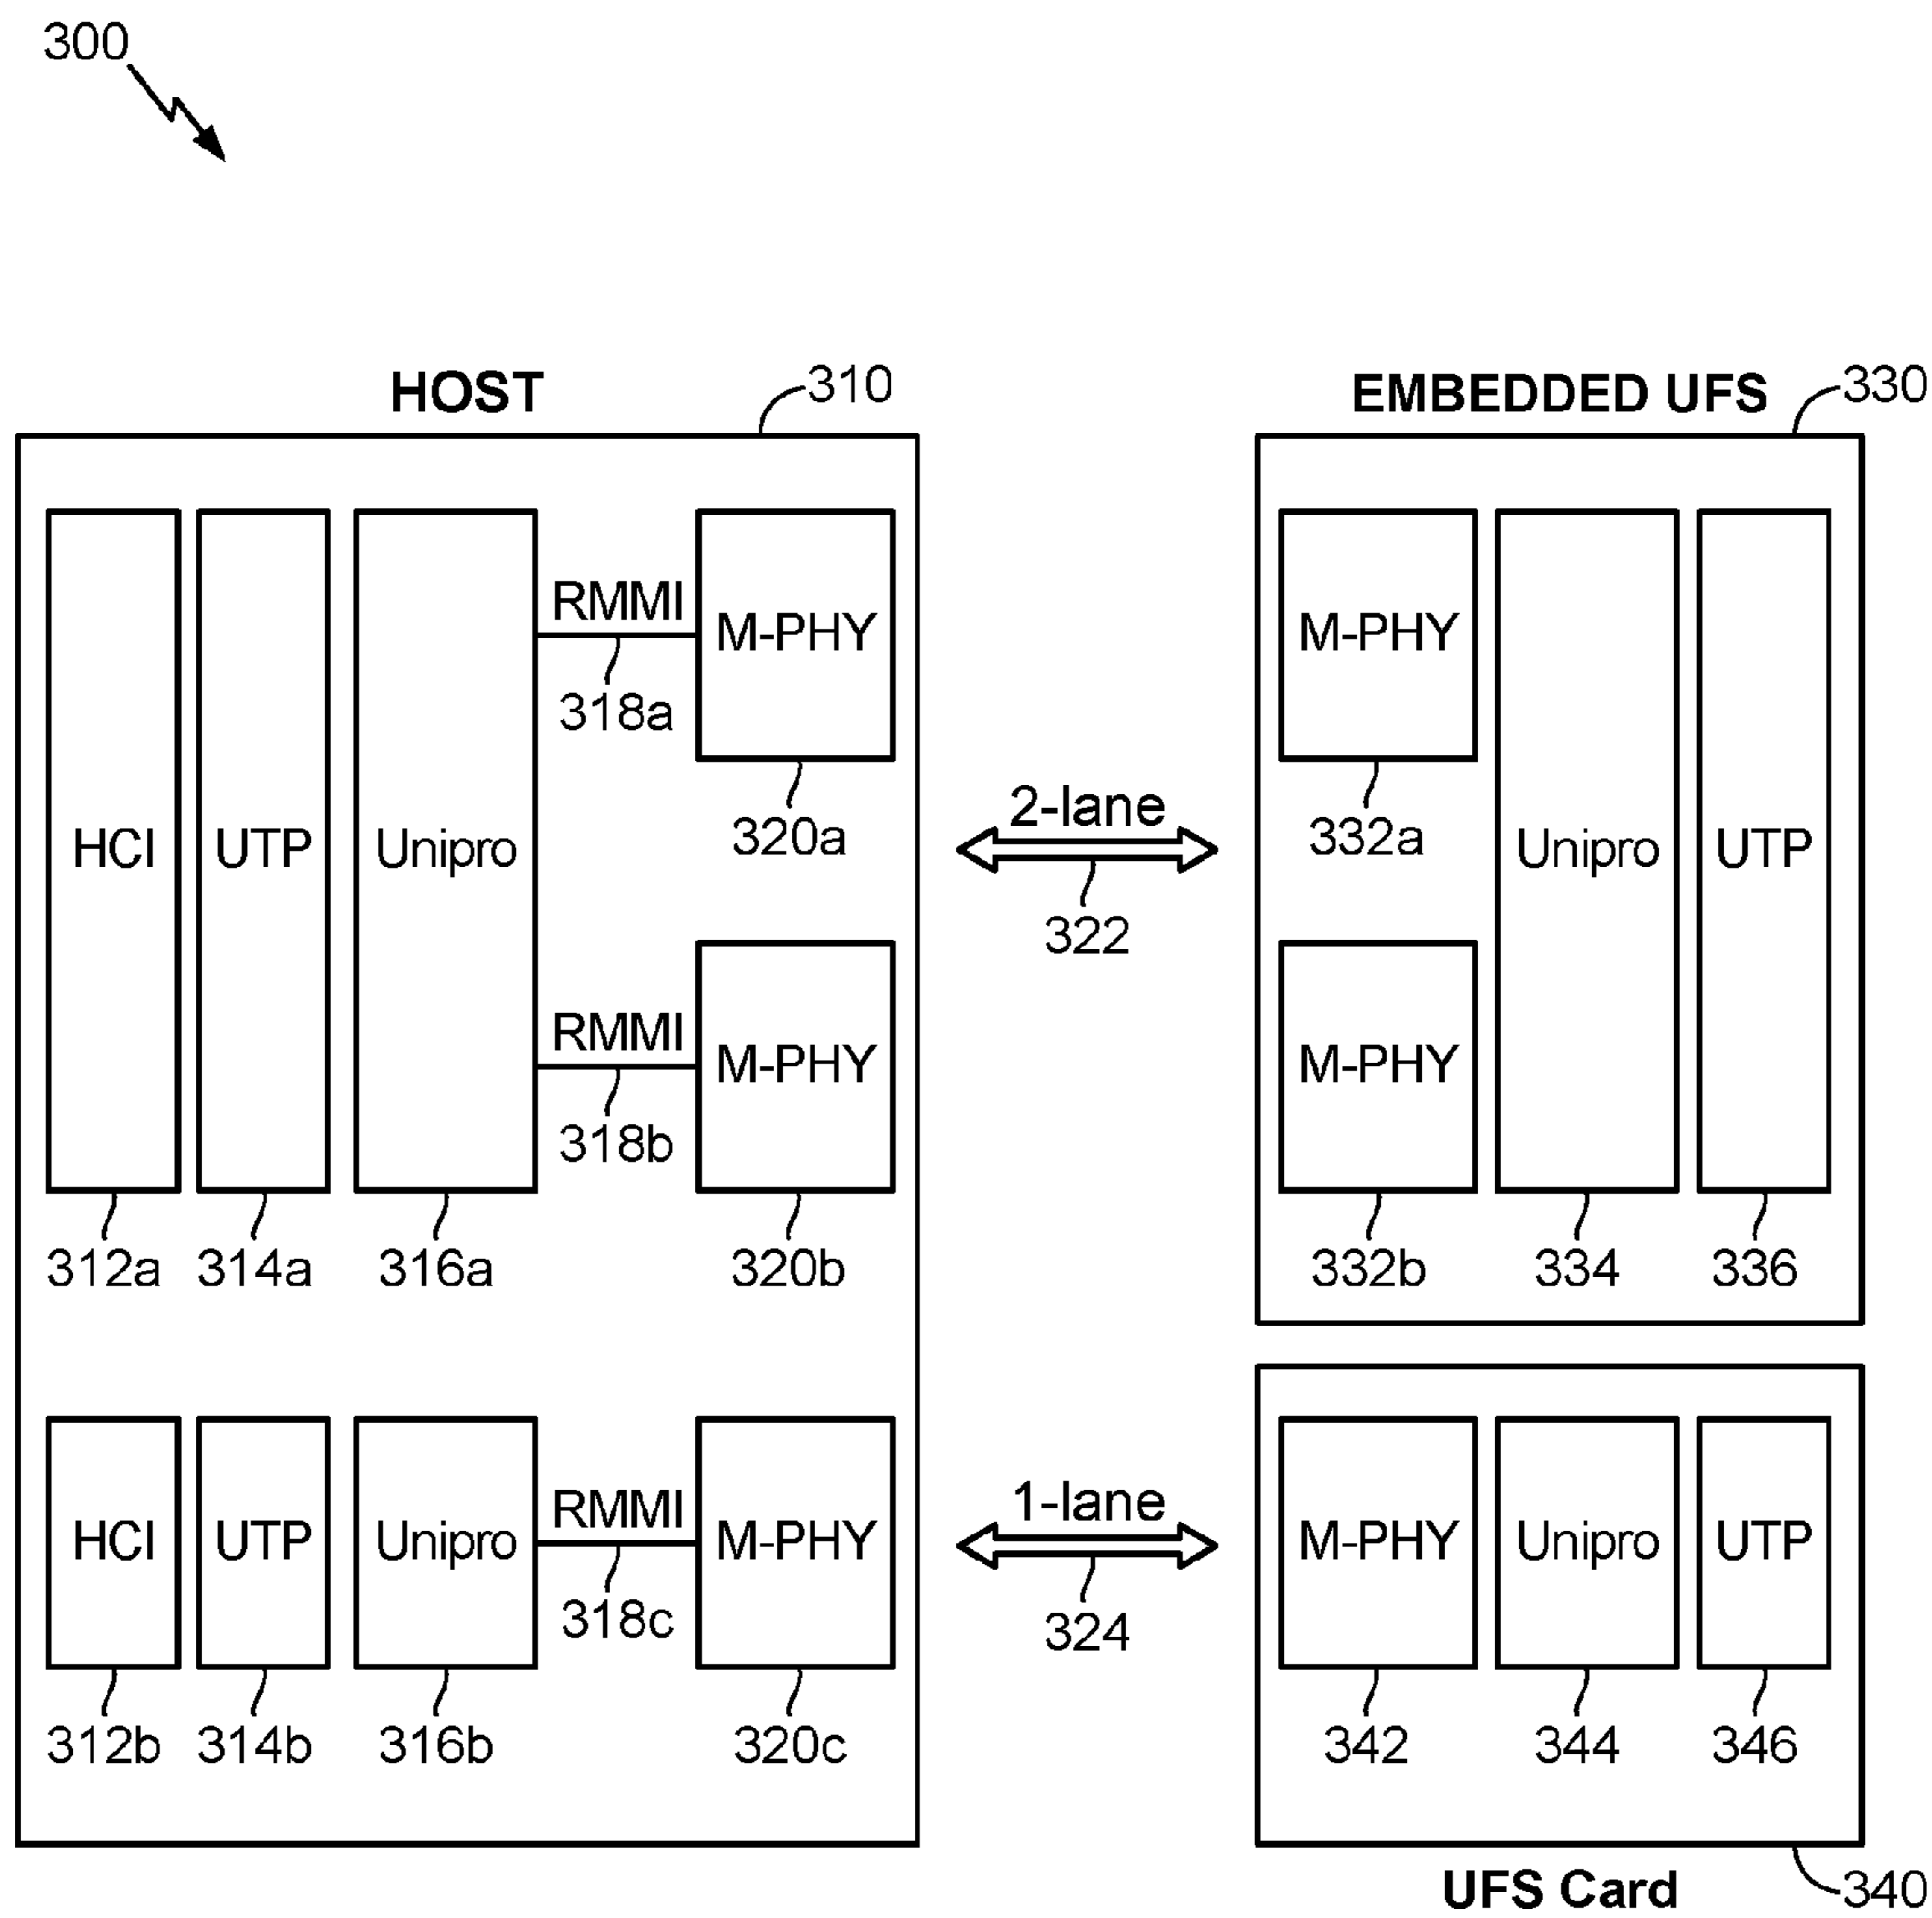 300
HOST
310
EMBEDDED UFS
330
RMMI
M-PHY
M-PHY
318a
HCI
UTP
Unipro
320a
2-lane
322
332a
Unipro
UTP
RMMI
M-PHY
M-PHY
318b
312a
314a
316a
320b
332b
334
336
HCI
UTP
Unipro
RMMI
M-PHY
1-lane
M-PHY
Unipro
UTP
318c
324
312b
314b
316b
320c
342
344
346
UFS Card
340